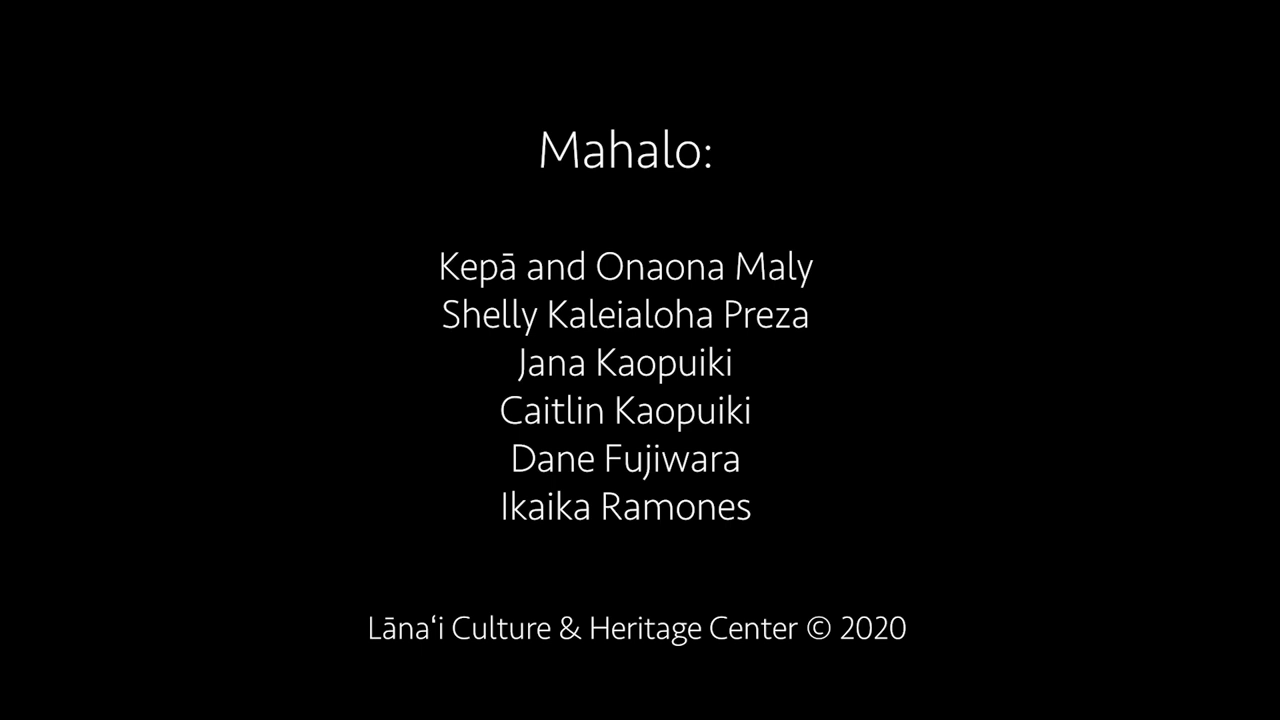 Mahalo:
Kepā and Onaona Maly
Shelly Kaleialoha Preza
Jana Kaopuiki
Caitlin Kaopuiki
Dane Fujiwara
Ikaika Ramones
Lānaʻi Culture & Heritage Center © 2020